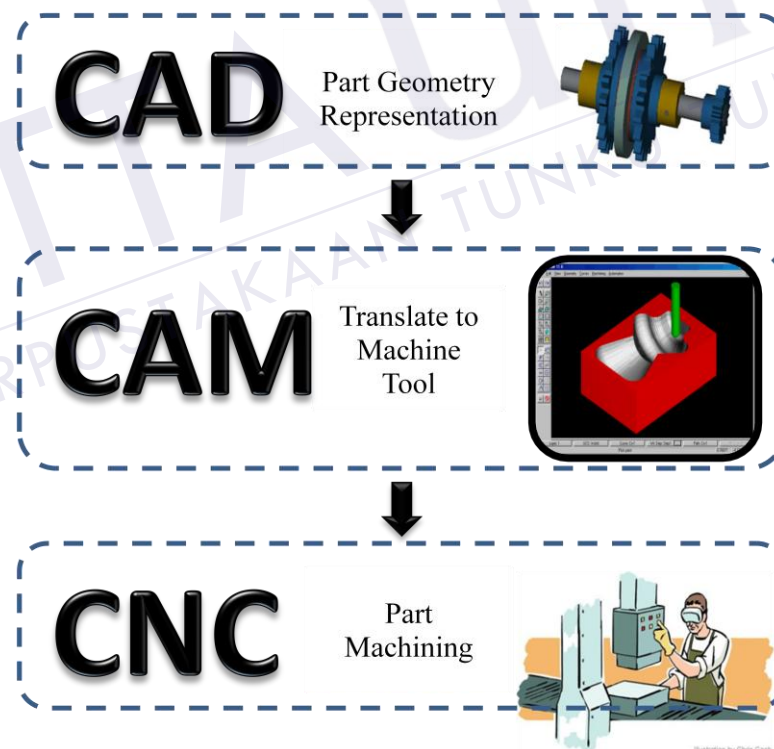 CAD
Part Geometry
Representation
CAM
Translate to
Machine
Tool
CNC
Part
Machining